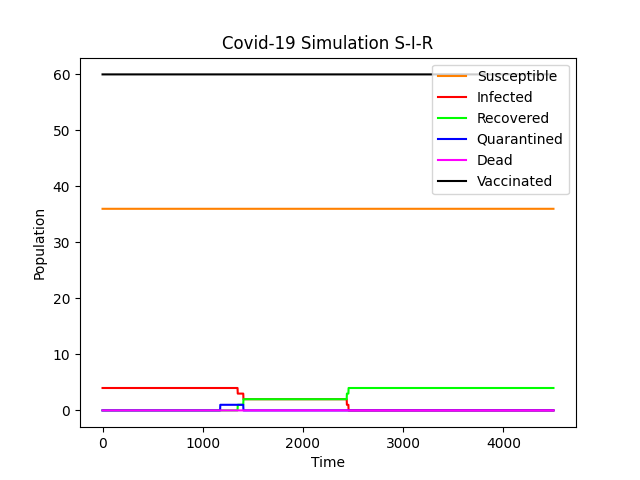 Covid-19 Simulation S-I-R
60
50
40
30
20
10
0
Population
Susceptible
Infected
Recovered
Quarantined
Dead
Vaccinated
0 1000 2000 3000 4000
Time